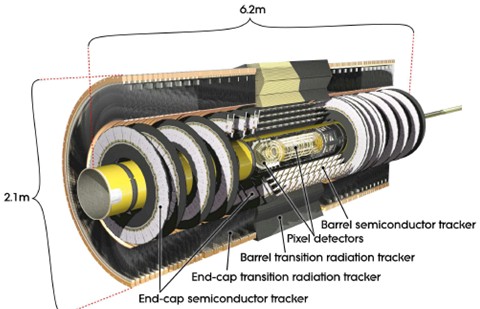 6.2m
2.1m
Barrel semiconductor tracker
Pixel detectors
Barrel transition radiation tracker
End-cap transition radiation tracker
End-cap semiconductor tracker